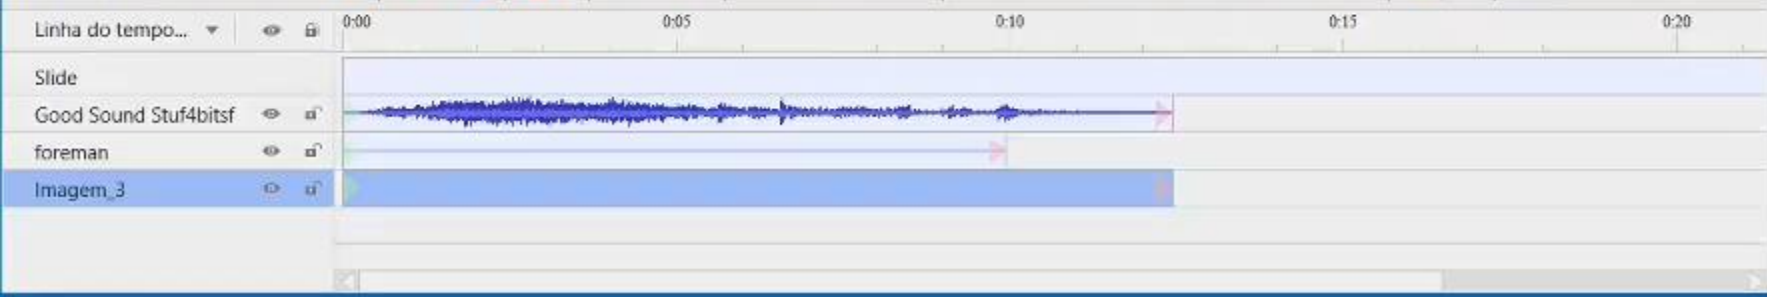 Linha do tempo... 0:00 0:05 0:10 0:15 0:20
Slide
Good Sound Stuf4bitsf
foreman
Imagem_3